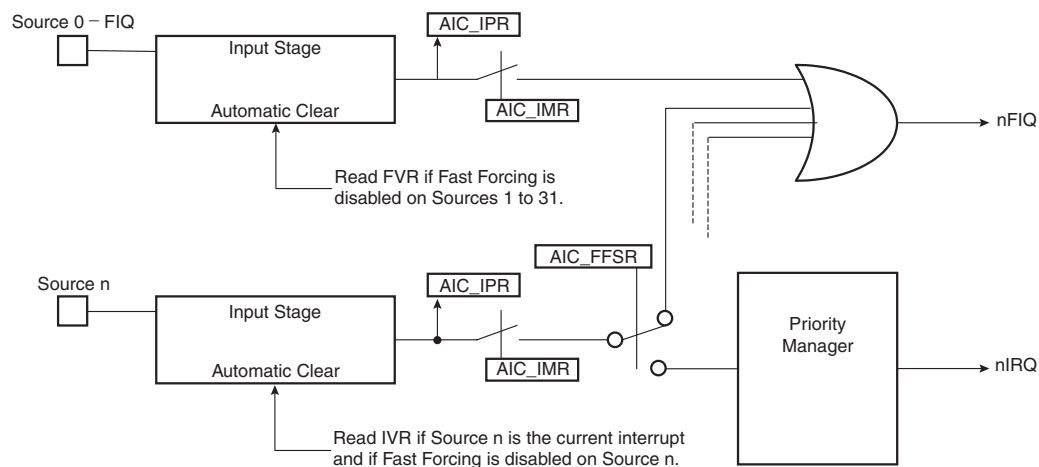 Source 0 – FIQ
AIC_IPR
Input Stage
Automatic Clear
AIC_IMR
nFIQ
Read FVR if Fast Forcing is
disabled on Sources 1 to 31.
AIC_FFSR
Source n
AIC_IPR
Input Stage
Priority
Manager
Automatic Clear
AIC_IMR
nIRQ
Read IVR if Source n is the current interrupt
and if Fast Forcing is disabled on Source n.